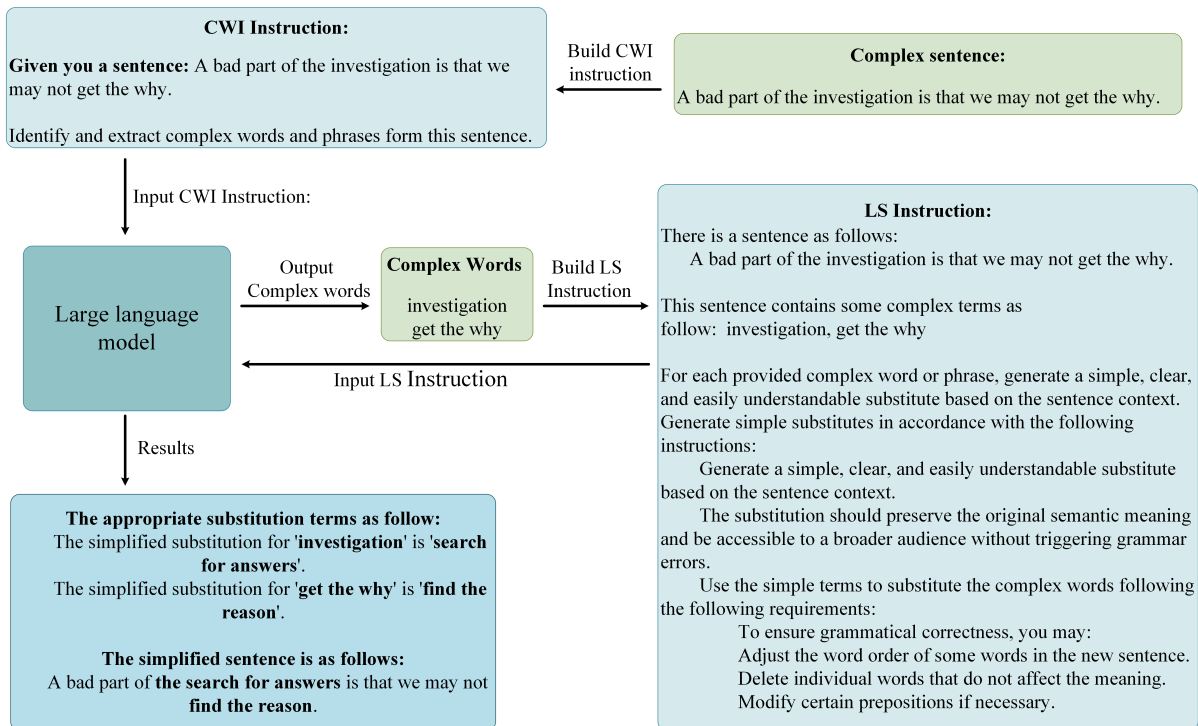 CWI Instruction:
Given you a sentence: A bad part of the investigation is that we
may not get the why.
Identify and extract complex words and phrases form this sentence.
Build CWI
instruction
Complex sentence:
A bad part of the investigation is that we may not get the why.
Input CWI Instruction:
Large language
model
Output
Complex words
Complex Words
investigation
get the why
Build LS
Instruction
Input LS Instruction
LS Instruction:
There is a sentence as follows:
A bad part of the investigation is that we may not get the why.
This sentence contains some complex terms as
follow: investigation, get the why
For each provided complex word or phrase, generate a simple, clear,
and easily understandable substitute based on the sentence context.
Generate simple substitutes in accordance with the following
instructions:
Generate a simple, clear, and easily understandable substitute
based on the sentence context.
The substitution should preserve the original semantic meaning
and be accessible to a broader audience without triggering grammar
errors.
Use the simple terms to substitute the complex words following
the following requirements:
To ensure grammatical correctness, you may:
Adjust the word order of some words in the new sentence.
Delete individual words that do not affect the meaning.
Modify certain prepositions if necessary.
Results
The appropriate substitution terms as follow:
The simplified substitution for 'investigation' is 'search
for answers'.
The simplified substitution for 'get the why' is 'find the
reason'.
The simplified sentence is as follows:
A bad part of the search for answers is that we may not
find the reason.